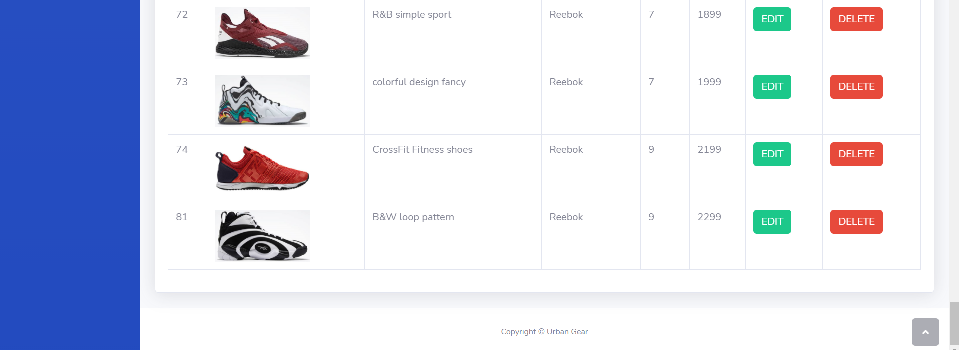 72 R&B simple sport Reebok 7 1899 EDIT DELETE
73 colorful design fancy Reebok 7 1999 EDIT DELETE
74 CrossFit Fitness shoes Reebok 9 2199 EDIT DELETE
81 B&W loop pattern Reebok 9 2299 EDIT DELETE
Copyright © Urban Gear